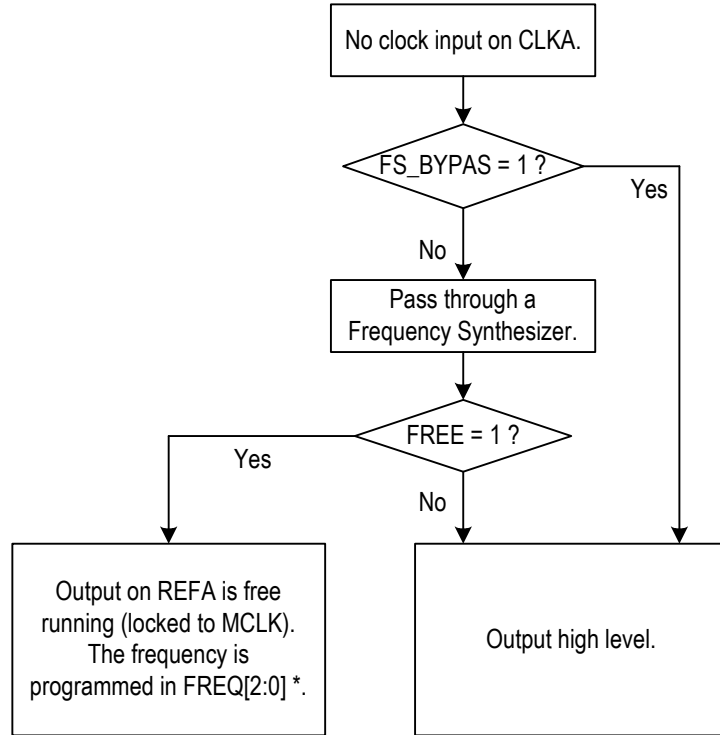 No clock input on CLKA.
FS_BYPAS = 1 ?
Yes
No
Pass through a
Frequency Synthesizer.
FREE = 1 ?
Yes
No
Output on REFA is free
running (locked to MCLK).
The frequency is
programmed in FREQ[2:0] *.
Output high level.